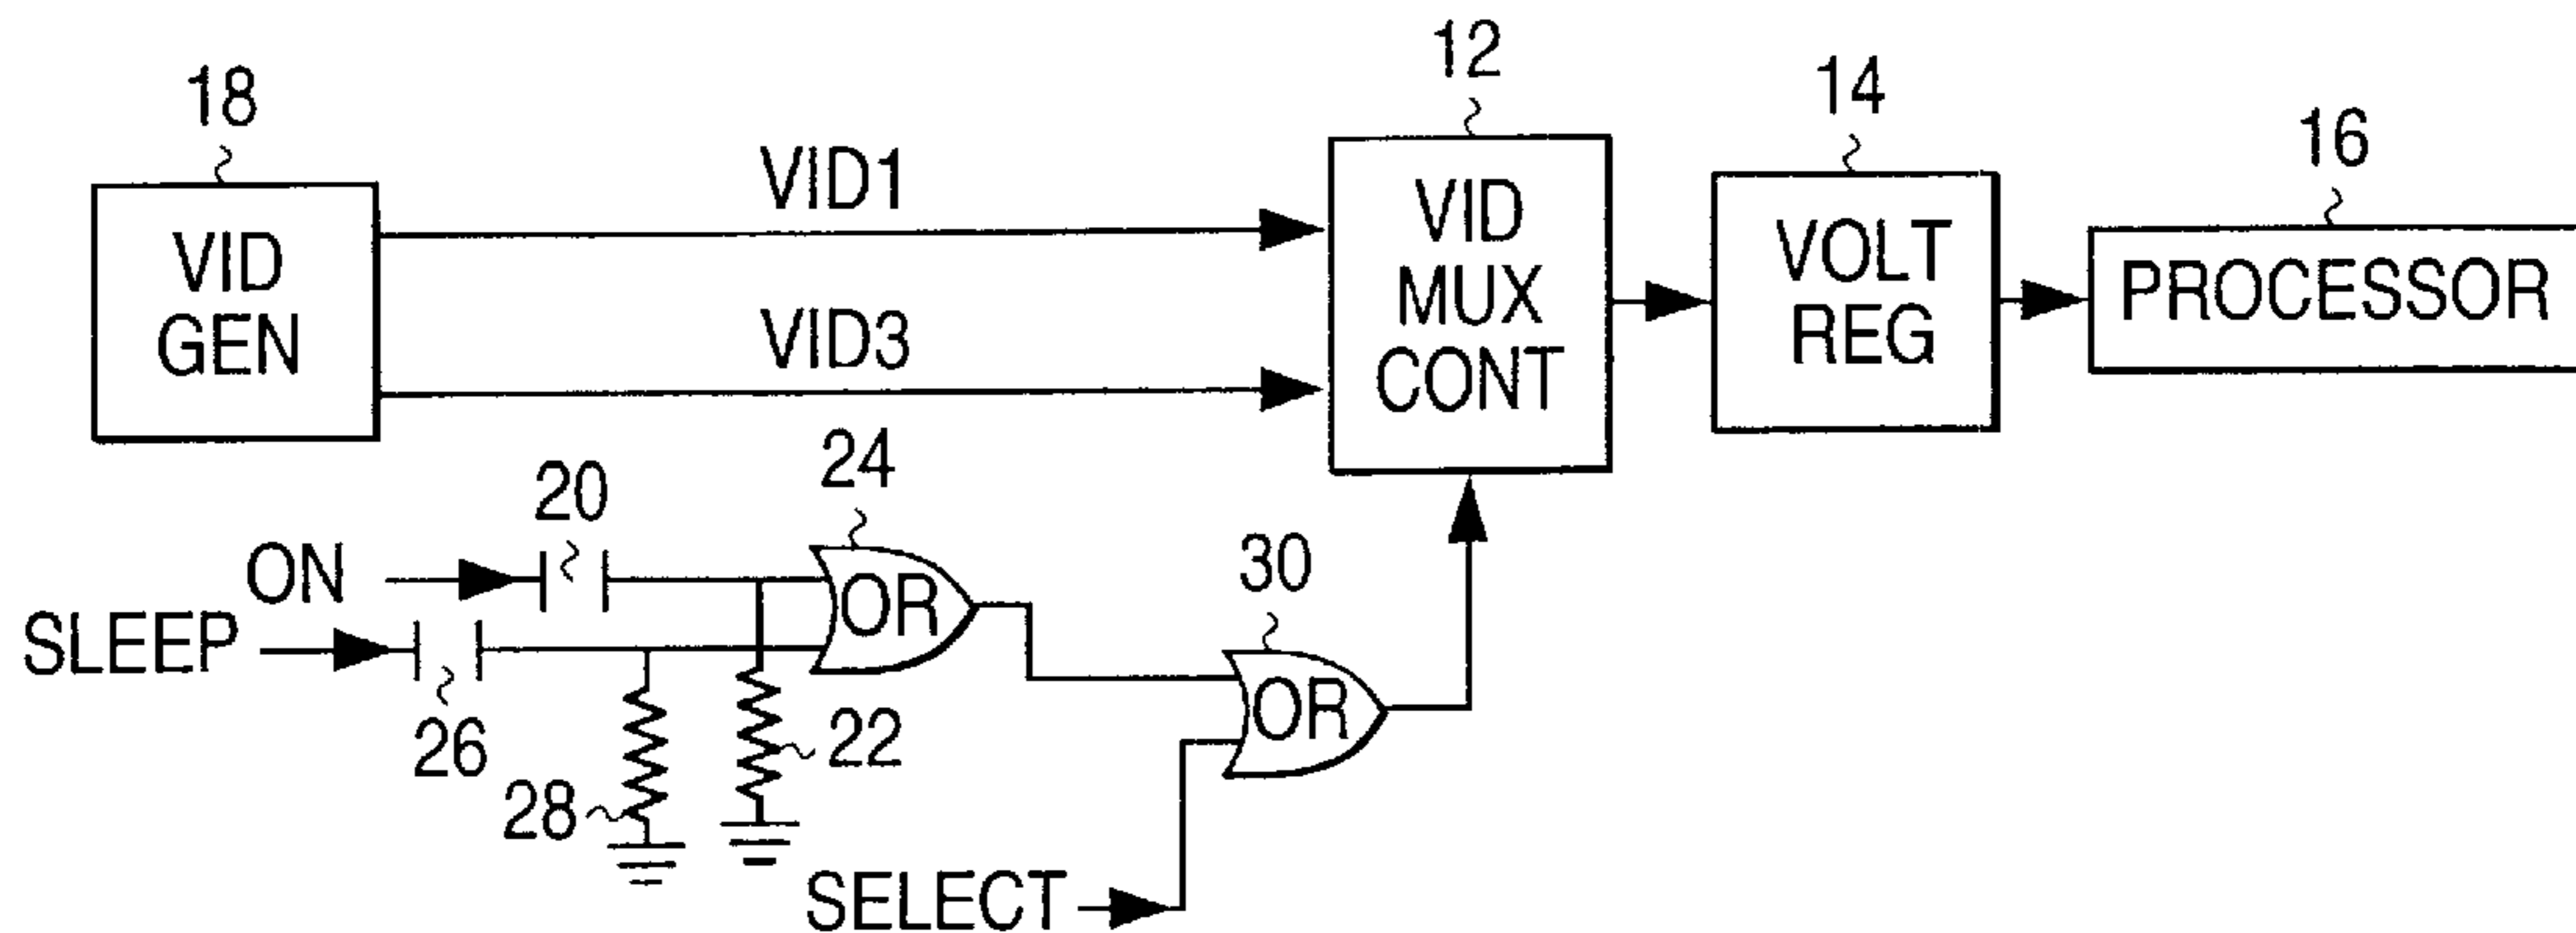 18
VID
GEN
VID1
VID3
12
VID
MUX
CONT
14
VOLT
REG
16
PROCESSOR
ON
20
24
OR
SLEEP
26
28
22
30
OR
SELECT